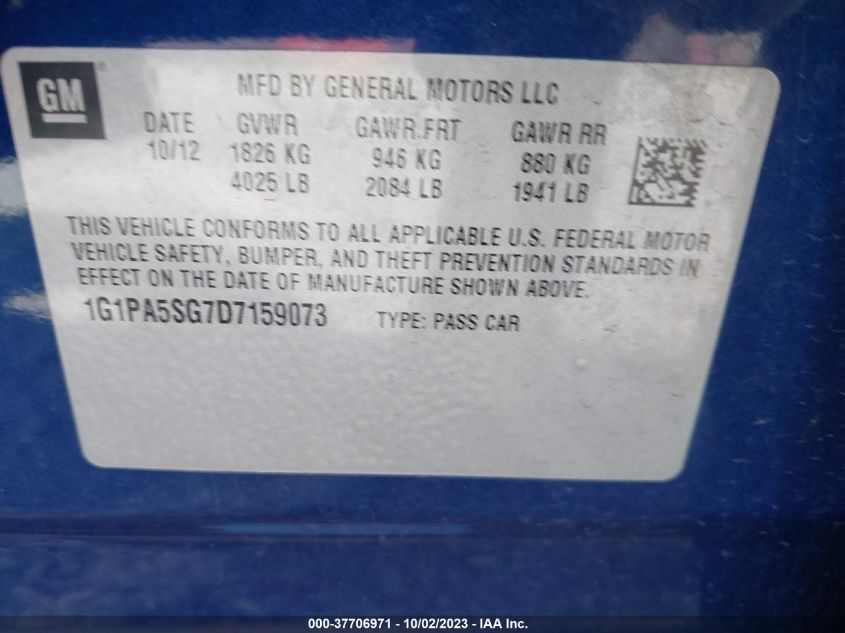 GM
MFD BY GENERAL MOTORS LLC
DATE GVWR GAWR.FRT GAWR RR
10/12 1826 KG 946 KG 880 KG
4025 LB 2084 LB 1941 LB
THIS VEHICLE CONFORMS TO ALL APPLICABLE U.S. FEDERAL MOTOR
VEHICLE SAFETY, BUMPER, AND THEFT PREVENTION STANDARDS IN
EFFECT ON THE DATE OF MANUFACTURE SHOWN ABOVE.
1G1PA5SG7D7159073 TYPE: PASS CAR
000-37706971 - 10/02/2023 - IAA Inc.